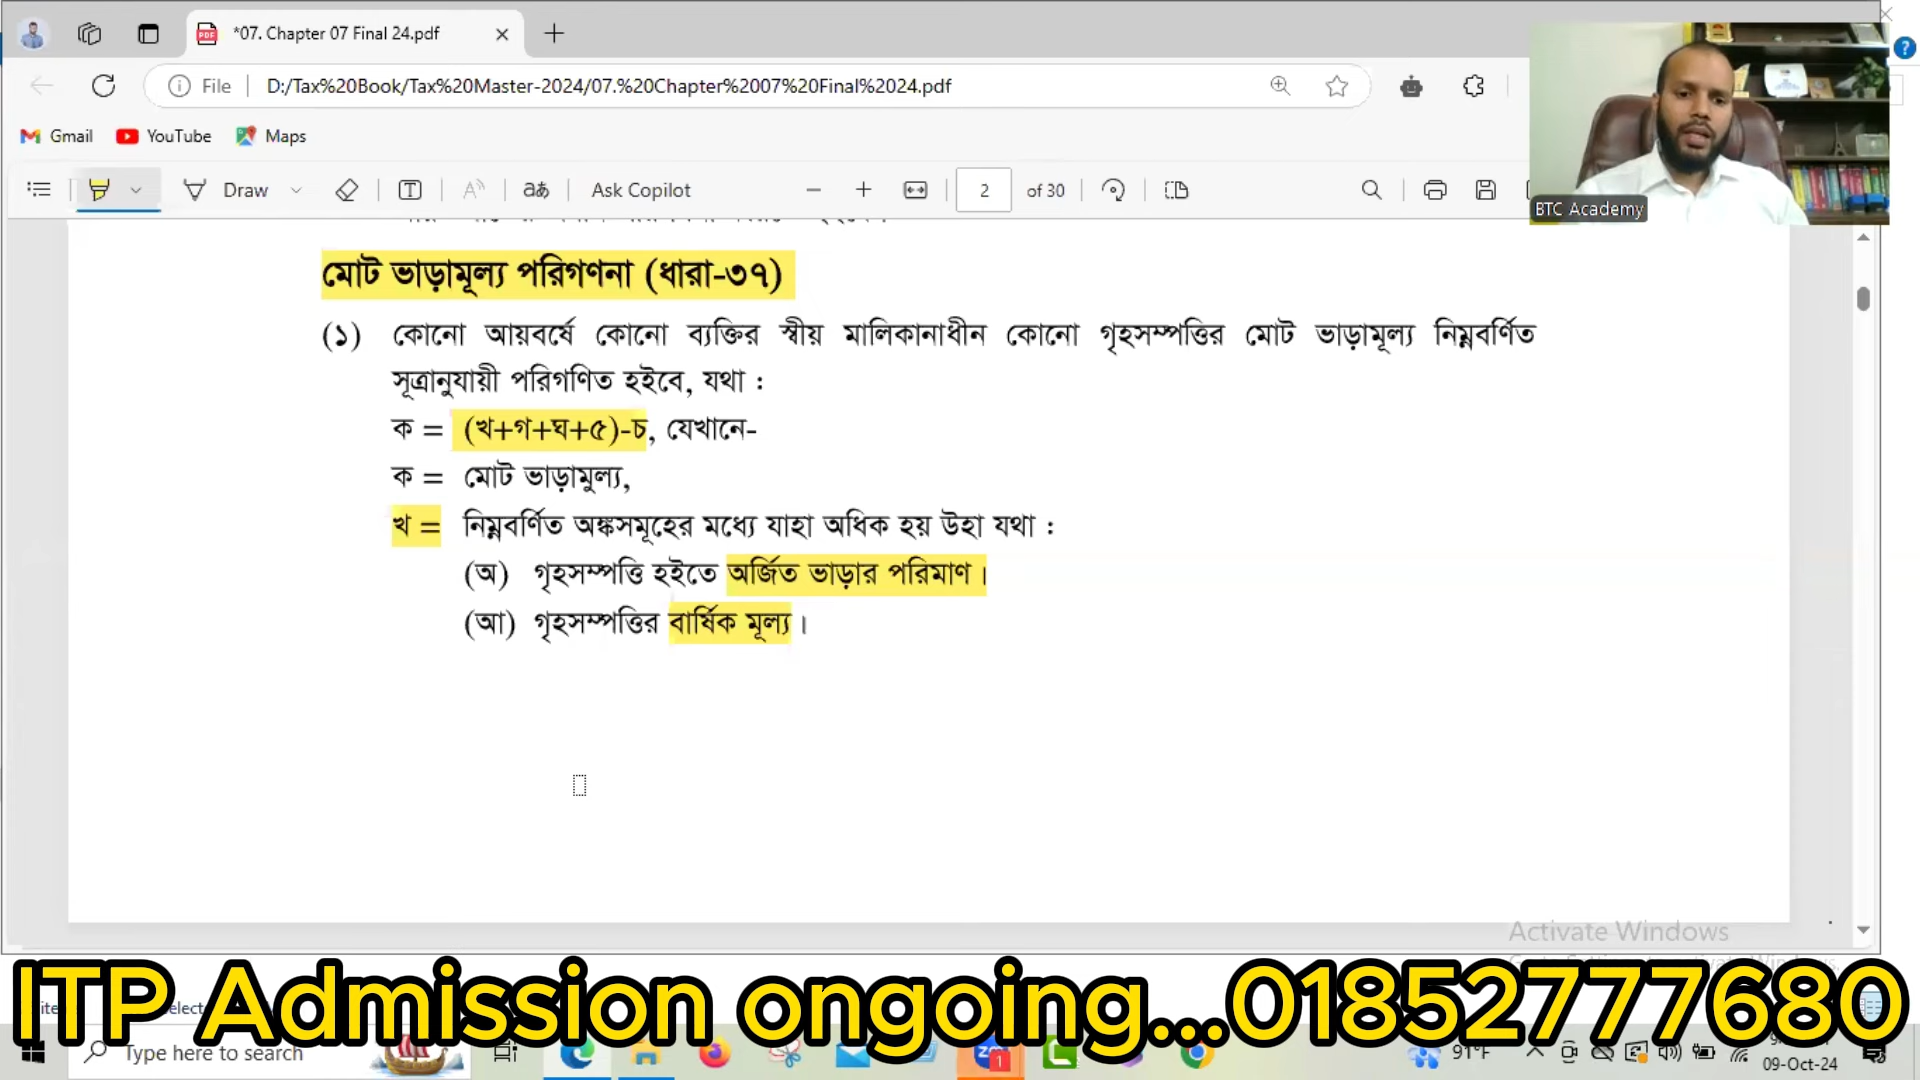 *07. Chapter 07 Final 24.pdf
File
D:/Tax%20Book/Tax%20Master-2024/07.%20Chapter%2007%20Final%2024.pdf
Gmail YouTube Maps
Draw Ask Copilot 2 of 30
BTC Academy
মোট ভাড়ামূল্য পরিগণনা (ধারা-৩৭)
(১) কোনো আয়বর্ষে কোনো ব্যক্তির স্বীয় মালিকানাধীন কোনো গৃহসম্পত্তির মোট ভাড়ামূল্য নিম্নবর্ণিত
সূত্রানুযায়ী পরিগণিত হইবে, যথা :
ক = (খ+গ+ঘ+৫)-চ, যেখানে-
ক = মোট ভাড়ামুল্য,
খ = নিম্নবর্ণিত অঙ্কসমূহের মধ্যে যাহা অধিক হয় উহা যথা :
(অ) গৃহসম্পত্তি হইতে অর্জিত ভাড়ার পরিমাণ।
(আ) গৃহসম্পত্তির বার্ষিক মূল্য।
Activate Windows
ITP Admission ongoing...01852777680
Type here to search
91°F
09-Oct-24